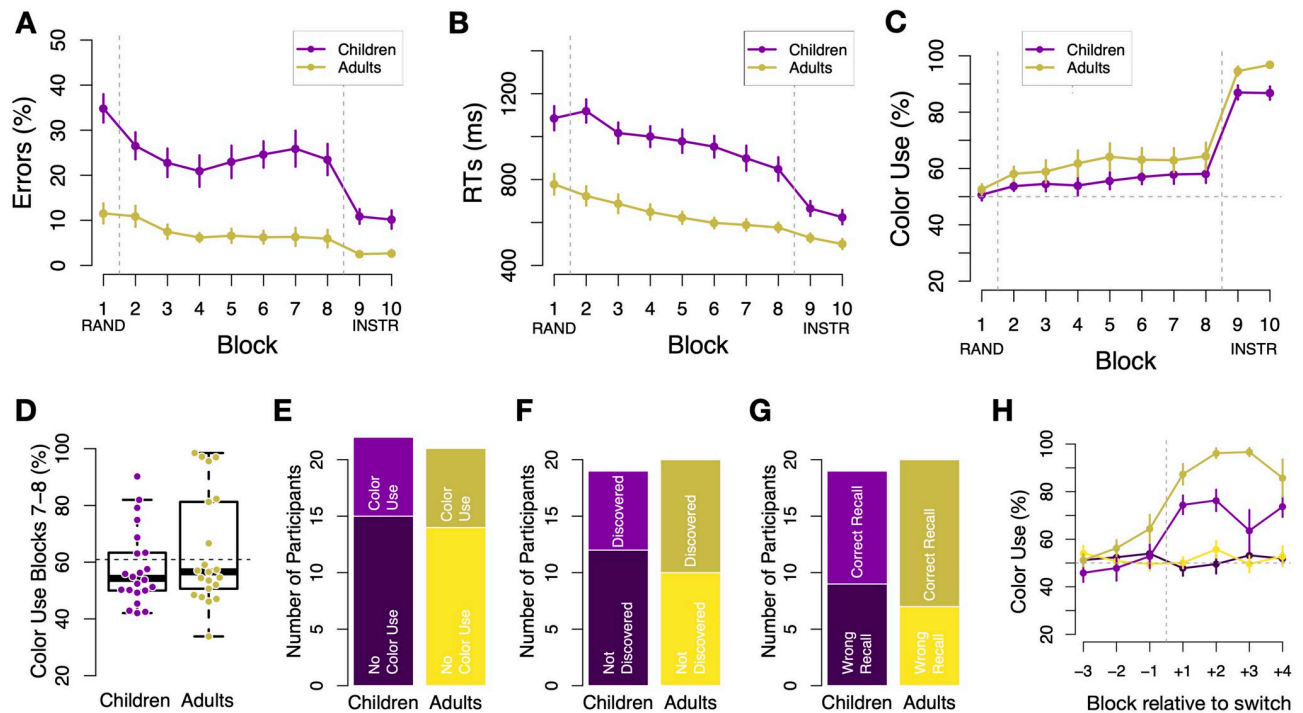 A
Errors (%)
50
40
30
20
10
0
Children
Adults
1 2 3 4 5 6 7 8 9 10
RAND INSTR
Block
B
RTs (ms)
1200
800
400
Children
Adults
1 2 3 4 5 6 7 8 9 10
RAND INSTR
Block
C
Color Use (%)
100
80
60
40
20
Children
Adults
1 2 3 4 5 6 7 8 9 10
RAND INSTR
Block
D
Color Use Blocks 7–8 (%)
100
80
60
40
20
Children Adults
E
Number of Participants
20
15
10
5
0
Color
Use
No
Color Use
Color
Use
No
Color Use
Children Adults
F
Number of Participants
20
15
10
5
0
Discovered
Not
Discovered
Discovered
Not
Discovered
Children Adults
G
Number of Participants
20
15
10
5
0
Correct Recall
Wrong
Recall
Correct Recall
Wrong
Recall
Children Adults
H
Color Use (%)
100
80
60
40
20
−3 −2 −1 +1 +2 +3 +4
Block relative to switch